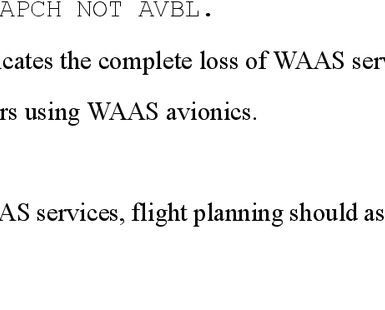 APCH NOT AVBL.
cates the complete loss of WAAS serv
rs using WAAS avionics.
AS services, flight planning should as